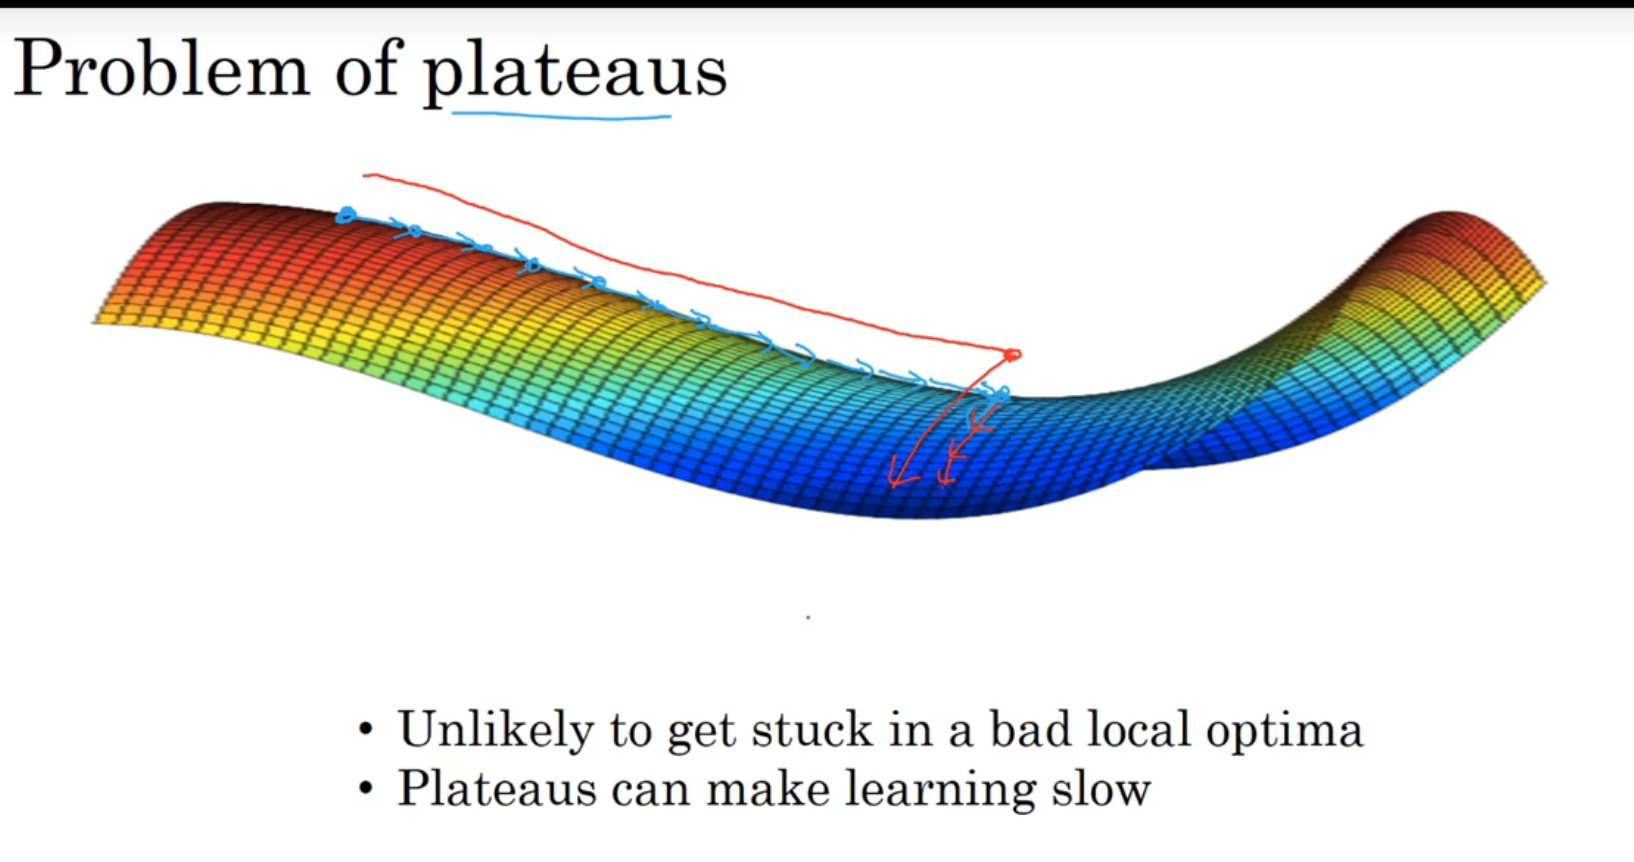 Problem of plateaus
• Unlikely to get stuck in a bad local optima
• Plateaus can make learning slow